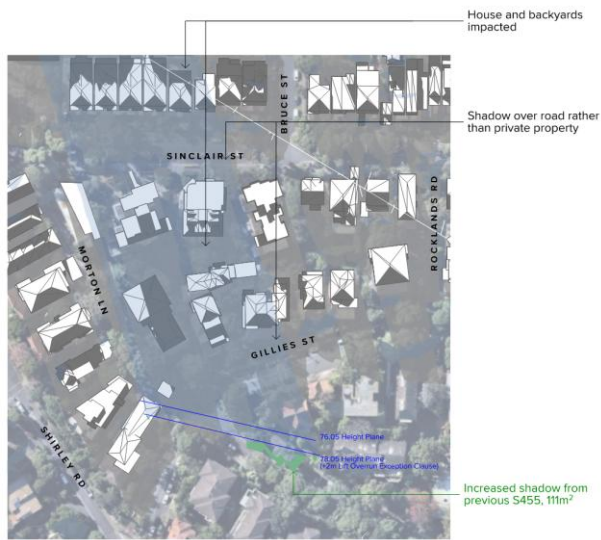 House and backyards
impacted
BRUCE ST
Shadow over road rather
than private property
SINCLAIR ST
ROCKLANDS RD
MORTON LN
GILLIES ST
SHIRLEY RD
76.05 Height Plane
78.05 Height Plane
(+2m Lift Overrun Exception Clause)
Increased shadow from
previous S455, 111m²